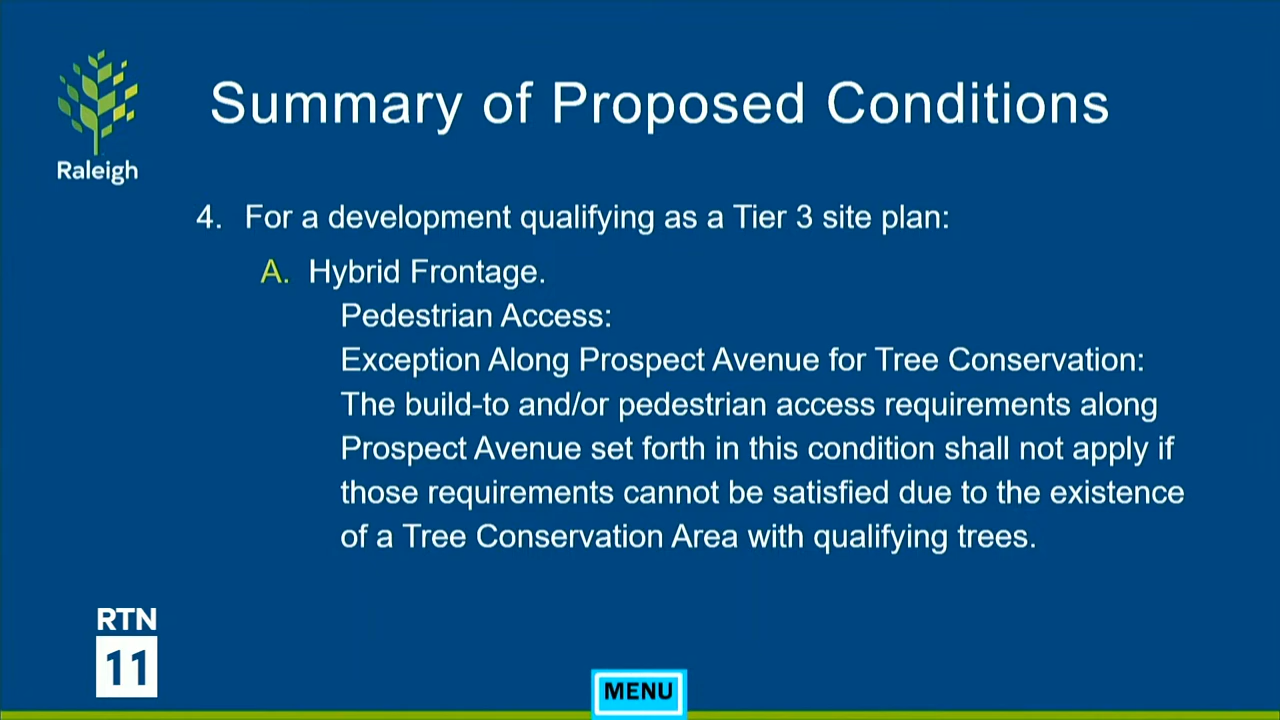 Summary of Proposed Conditions
Raleigh
4. For a development qualifying as a Tier 3 site plan:
A. Hybrid Frontage.
Pedestrian Access:
Exception Along Prospect Avenue for Tree Conservation:
The build-to and/or pedestrian access requirements along
Prospect Avenue set forth in this condition shall not apply if
those requirements cannot be satisfied due to the existence
of a Tree Conservation Area with qualifying trees.
RTN
11
MENU